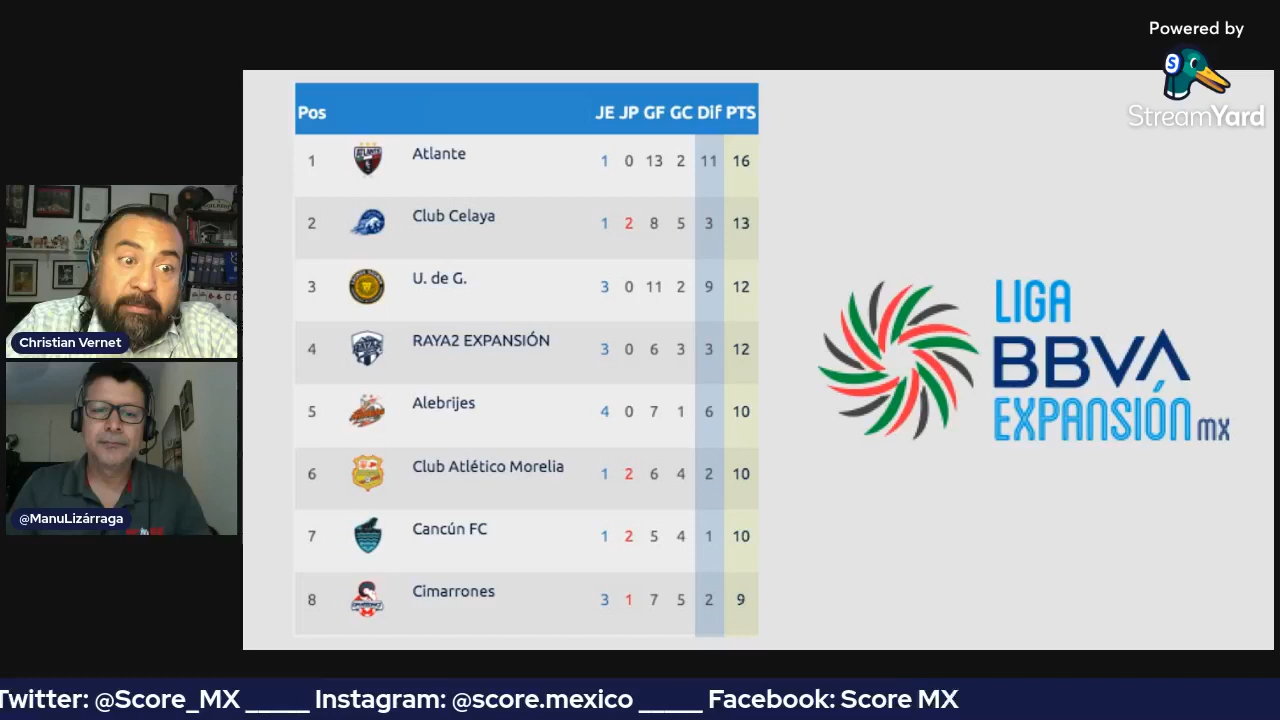 Powered by
StreamYard
Pos JE JP GF GC Dif PTS
1 Atlante 1 0 13 2 11 16
2 Club Celaya 1 2 8 5 3 13
3 U. de G. 3 0 11 2 9 12
4 RAYA2 EXPANSIÓN 3 0 6 3 3 12
5 Alebrijes 4 0 7 1 6 10
6 Club Atlético Morelia 1 2 6 4 2 10
7 Cancún FC 1 2 5 4 1 10
8 Cimarrones 3 1 7 5 2 9
LIGA
BBVA
EXPANSIÓN MX
Christian Vernet
@ManuLizárraga
Twitter: @Score_MX _____ Instagram: @score.mexico _____ Facebook: Score MX